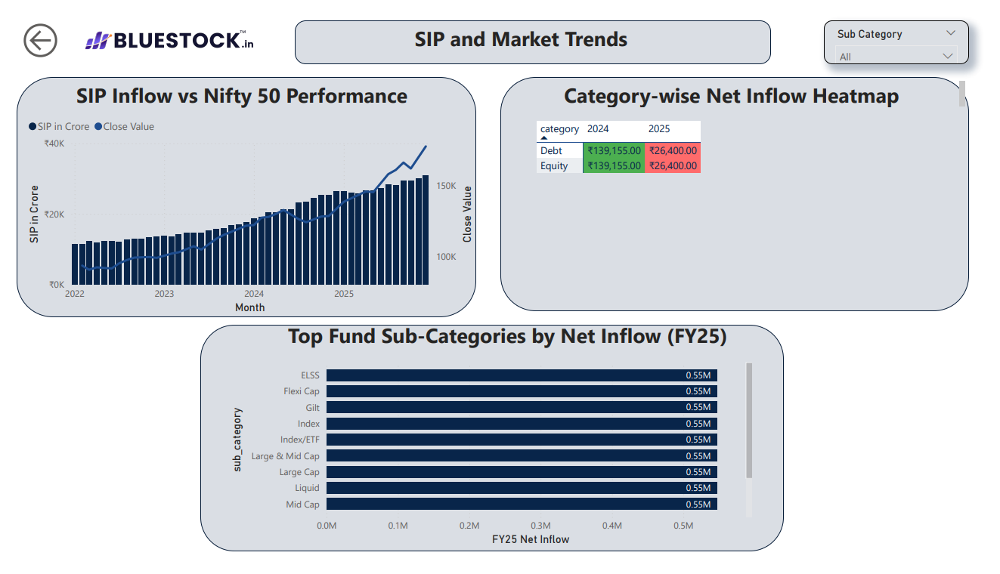 BLUESTOCK.in
™
SIP and Market Trends
Sub Category
All
SIP Inflow vs Nifty 50 Performance
SIP in Crore Close Value
₹40K
₹20K
₹0K
SIP in Crore
150K
100K
Close Value
2022 2023 2024 2025
Month
Category-wise Net Inflow Heatmap
category 2024 2025
Debt ₹139,155.00 ₹26,400.00
Equity ₹139,155.00 ₹26,400.00
Top Fund Sub-Categories by Net Inflow (FY25)
sub_category
ELSS 0.55M
Flexi Cap 0.55M
Gilt 0.55M
Index 0.55M
Index/ETF 0.55M
Large & Mid Cap 0.55M
Large Cap 0.55M
Liquid 0.55M
Mid Cap 0.55M
0.0M 0.1M 0.2M 0.3M 0.4M 0.5M
FY25 Net Inflow